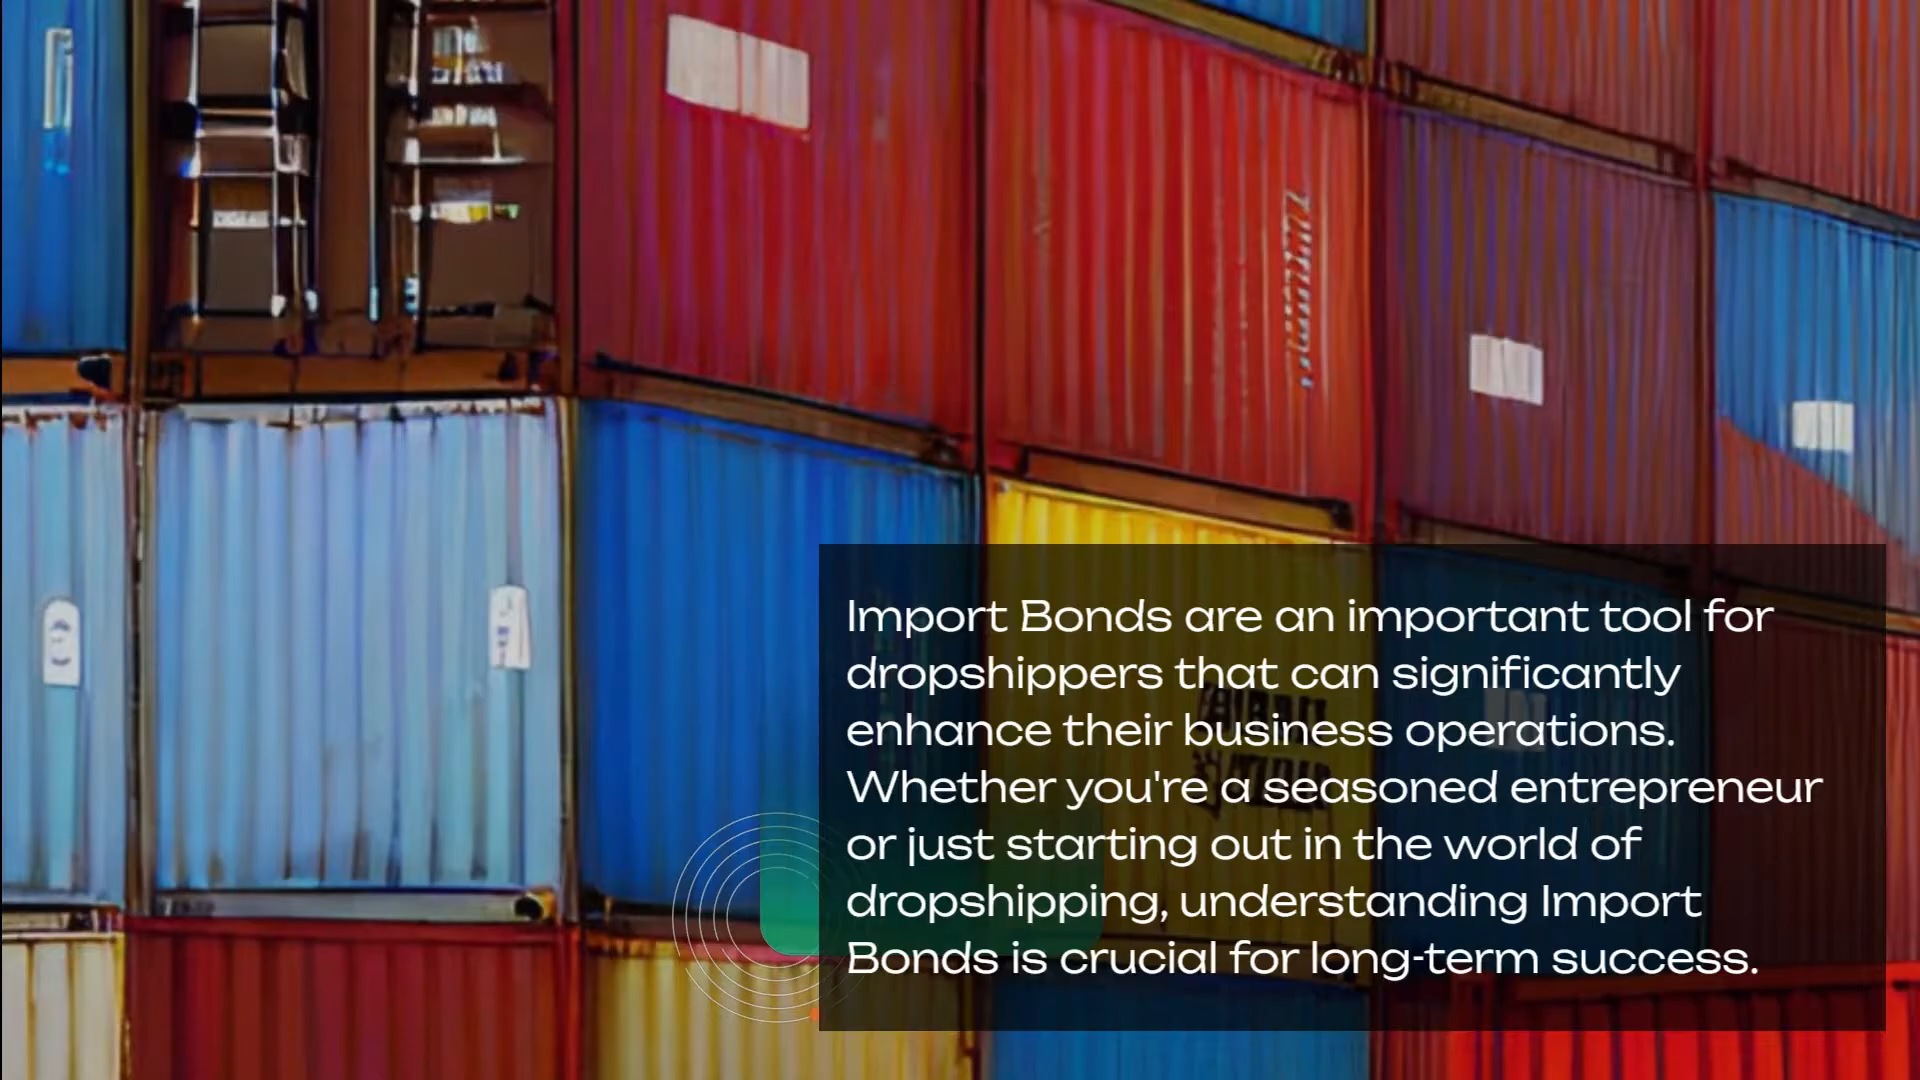 Import Bonds are an important tool for
dropshippers that can significantly
enhance their business operations.
Whether you're a seasoned entrepreneur
or just starting out in the world of
dropshipping, understanding Import
Bonds is crucial for long-term success.